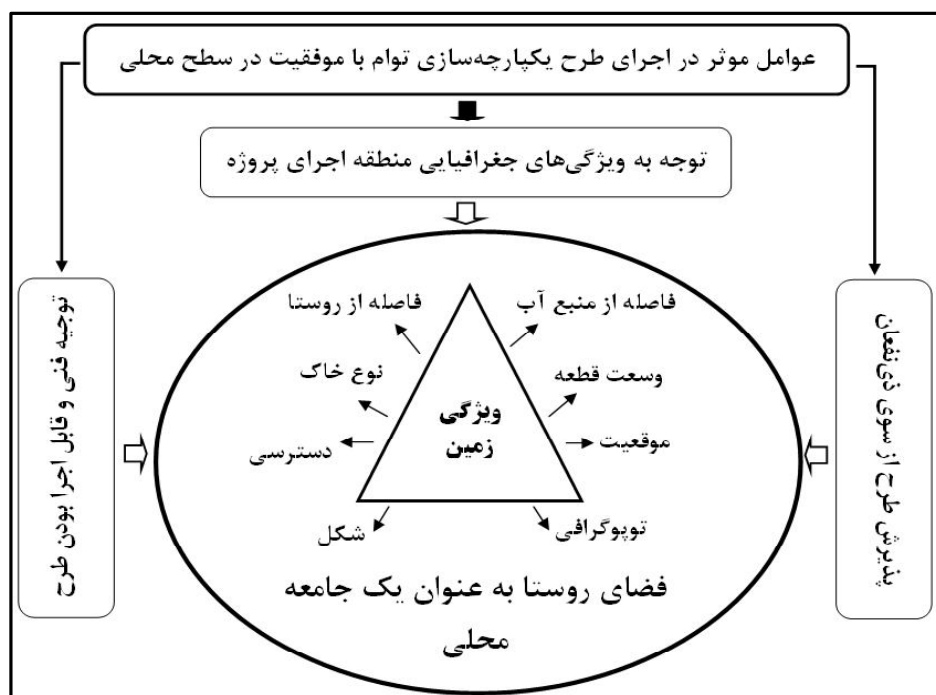 عوامل موثر در اجرای طرح یکپارچه‌سازی توام با موفقیت در سطح محلی
توجه به ویژگی‌های جغرافیایی منطقه اجرای پروژه
پذیرش طرح از سوی ذی‌نفعان
توجیه فنی و قابل اجرا بودن طرح
فاصله از منبع آب
فاصله از روستا
وسعت قطعه
نوع خاک
ویژگی
زمین
موقعیت
دسترسی
توپوگرافی
شکل
فضای روستا به عنوان یک جامعه
محلی